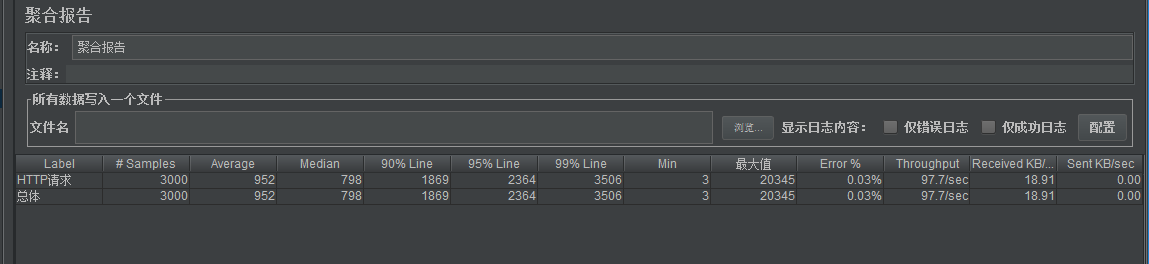 聚合报告
名称： 聚合报告
注释：
所有数据写入一个文件
文件名 浏览... 显示日志内容： 仅错误日志 仅成功日志 配置
Label # Samples Average Median 90% Line 95% Line 99% Line Min 最大值 Error % Throughput Received KB/... Sent KB/sec
HTTP请求 3000 952 798 1869 2364 3506 3 20345 0.03% 97.7/sec 18.91 0.00
总体 3000 952 798 1869 2364 3506 3 20345 0.03% 97.7/sec 18.91 0.00